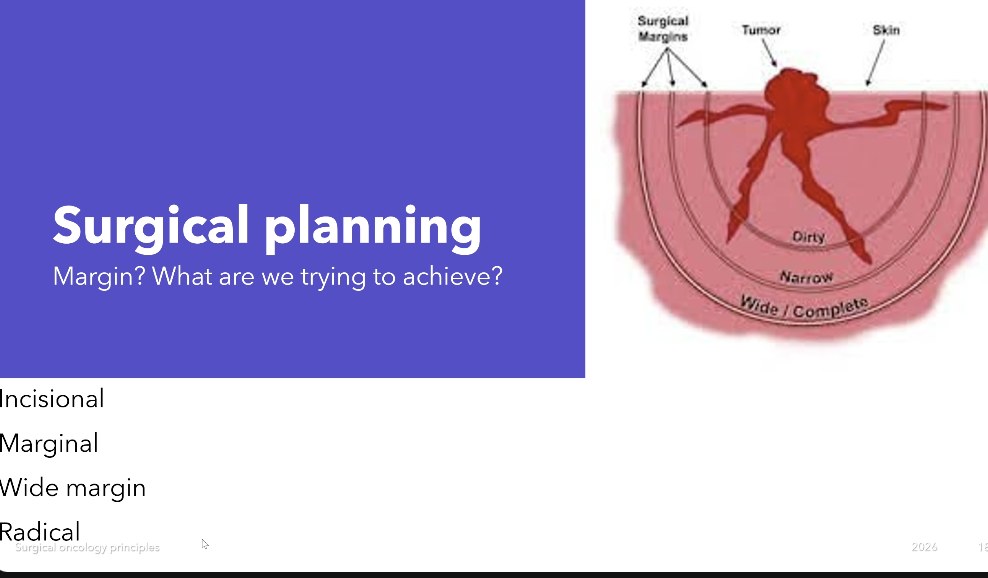 Surgical
Margins
Tumor
Skin
Surgical planning
Margin? What are we trying to achieve?
Dirty
Narrow
Wide / Complete
Incisional
Marginal
Wide margin
Radical
Surgical oncology principles
2026
18